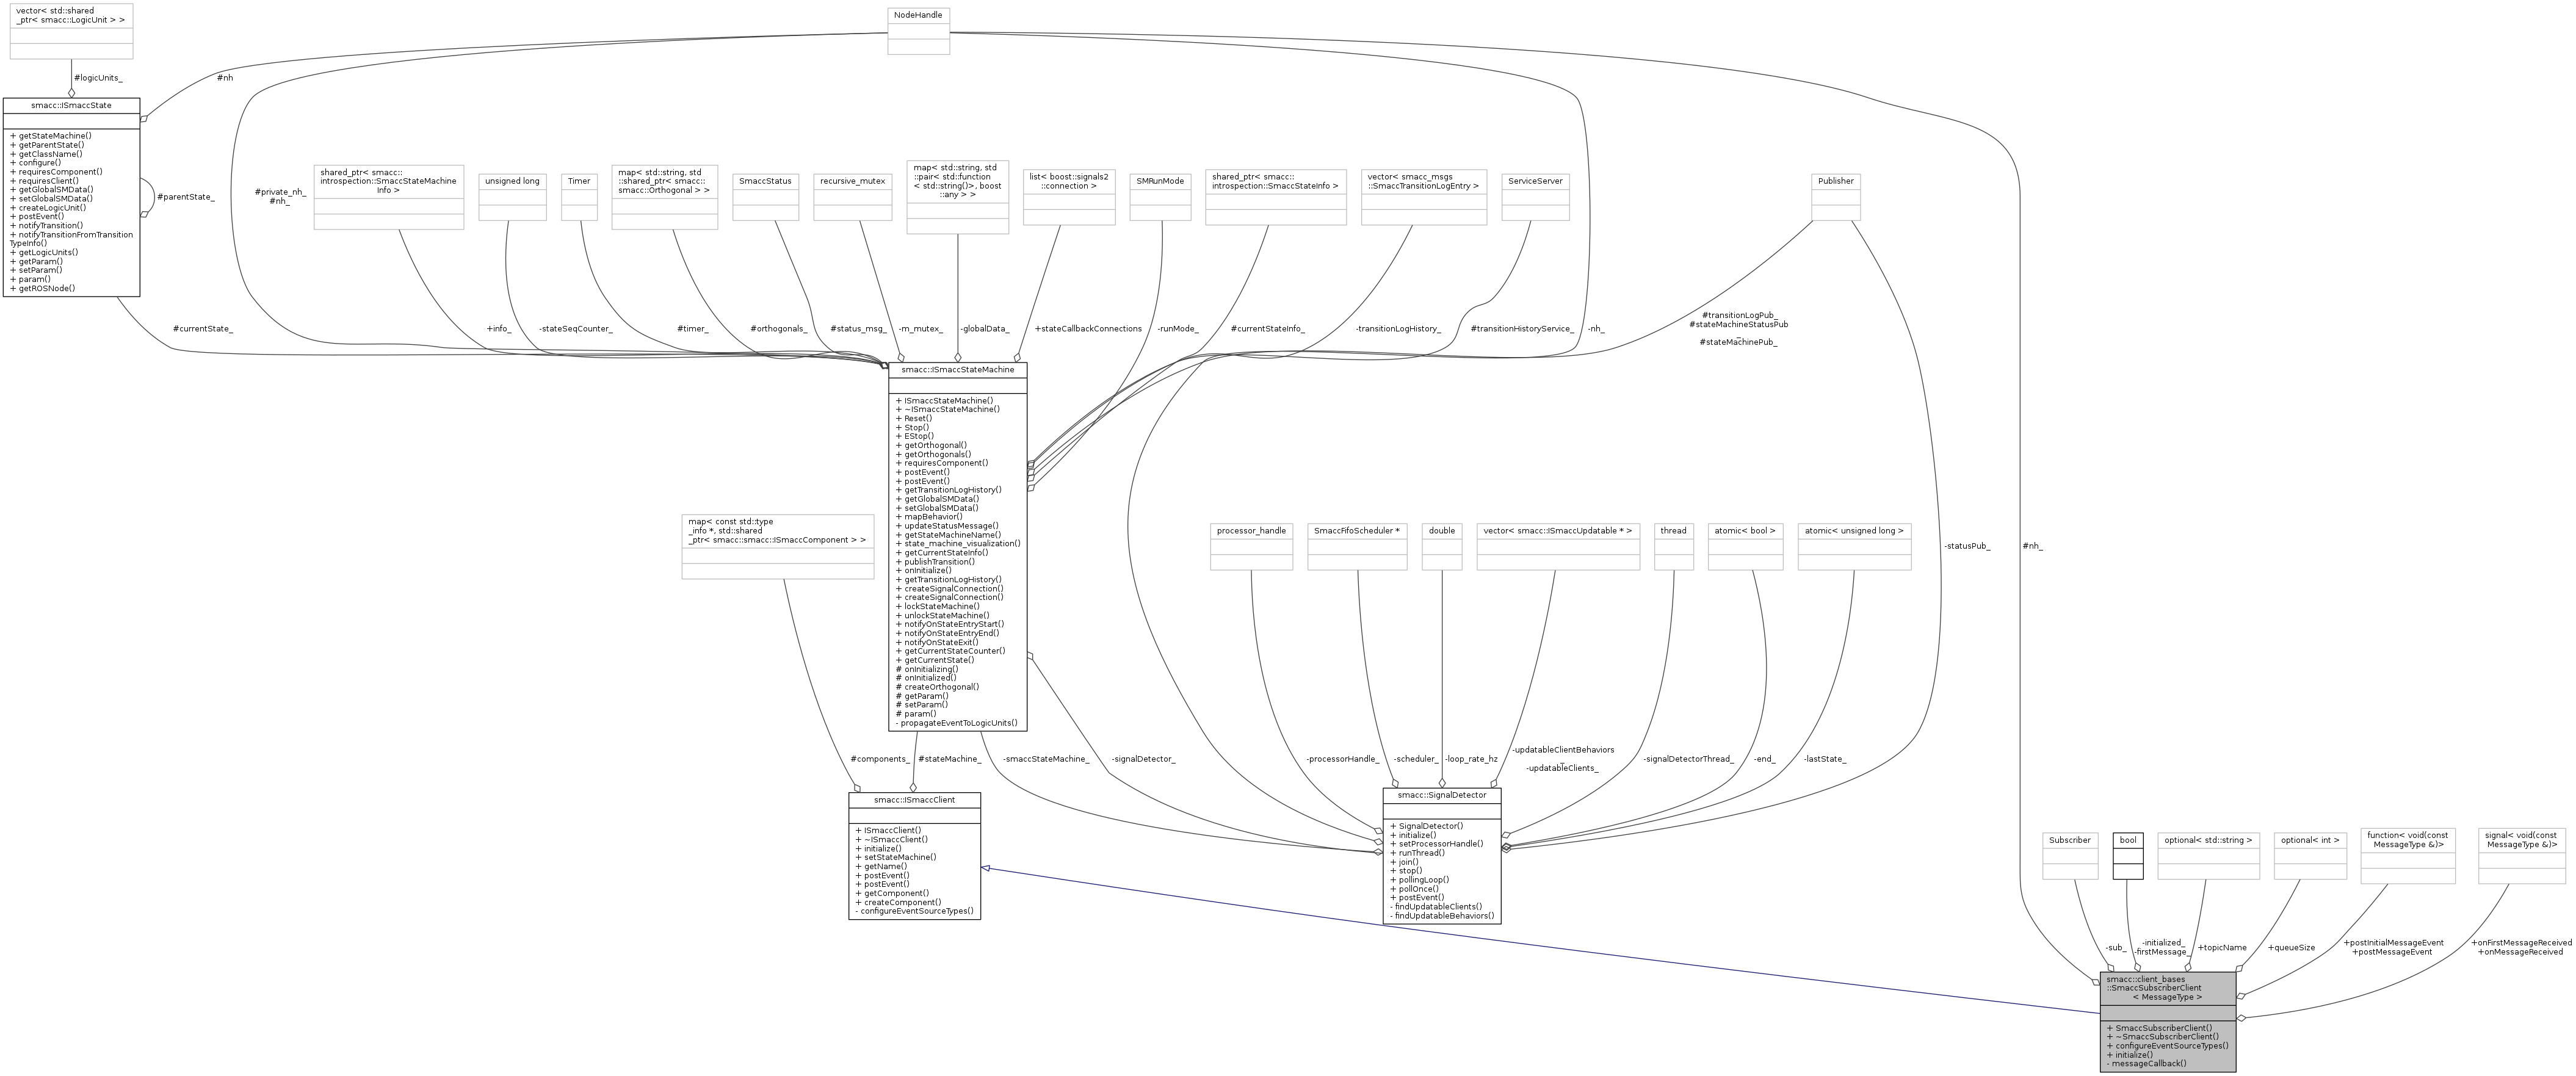 vector< std::shared
_ptr< smacc::LogicUnit > >
#logicUnits_
NodeHandle
#nh
smacc::ISmaccState
+ getStateMachine()
+ getParentState()
+ getClassName()
+ configure()
+ requiresComponent()
+ requiresClient()
+ getGlobalSMData()
+ setGlobalSMData()
+ createLogicUnit()
+ postEvent()
+ notifyTransition()
+ notifyTransitionFromTransition
TypeInfo()
+ getLogicUnits()
+ getParam()
+ setParam()
+ param()
+ getROSNode()
#parentState_
#private_nh_
#nh_
shared_ptr< smacc::
introspection::SmaccStateMachine
Info >
unsigned long
Timer
map< std::string, std
::shared_ptr< smacc::
smacc::Orthogonal > >
SmaccStatus
recursive_mutex
map< std::string, std
::pair< std::function
< std::string()>, boost
::any > >
list< boost::signals2
::connection >
SMRunMode
shared_ptr< smacc::
introspection::SmaccStateInfo >
vector< smacc_msgs
::SmaccTransitionLogEntry >
ServiceServer
Publisher
#currentState_
+info_
-stateSeqCounter_
#timer_
#orthogonals_
#status_msg_
-m_mutex_
-globalData_
+stateCallbackConnections
-runMode_
#currentStateInfo_
-transitionLogHistory_
#transitionHistoryService_
-nh_
#transitionLogPub_
#stateMachineStatusPub
_
#stateMachinePub_
smacc::ISmaccStateMachine
+ ISmaccStateMachine()
+ ~ISmaccStateMachine()
+ Reset()
+ Stop()
+ EStop()
+ getOrthogonal()
+ getOrthogonals()
+ requiresComponent()
+ postEvent()
+ postEvent()
+ getTransitionLogHistory()
+ getGlobalSMData()
+ setGlobalSMData()
+ mapBehavior()
+ updateStatusMessage()
+ getStateMachineName()
+ state_machine_visualization()
+ getCurrentStateInfo()
+ publishTransition()
+ onInitialize()
+ getTransitionLogHistory()
+ createSignalConnection()
+ createSignalConnection()
+ lockStateMachine()
+ unlockStateMachine()
+ notifyOnStateEntryStart()
+ notifyOnStateEntryEnd()
+ notifyOnStateExit()
+ getCurrentStateCounter()
+ getCurrentState()
# onInitializing()
# onInitialized()
# createOrthogonal()
# getParam()
# setParam()
# param()
- propagateEventToLogicUnits()
map< const std::type
_info *, std::shared
_ptr< smacc::smacc::ISmaccComponent > >
processor_handle
SmaccFifoScheduler *
double
vector< smacc::ISmaccUpdatable * >
thread
atomic< bool >
atomic< unsigned long >
-statusPub_
#nh_
#components_
#stateMachine_
-smaccStateMachine_
-signalDetector_
-processorHandle_
-scheduler_
-loop_rate_hz
-updatableClientBehaviors
_
-updatableClients_
-signalDetectorThread_
-end_
-lastState_
smacc::ISmaccClient
+ ISmaccClient()
+ ~ISmaccClient()
+ initialize()
+ setStateMachine()
+ getName()
+ postEvent()
+ postEvent()
+ getComponent()
+ createComponent()
- configureEventSourceTypes()
smacc::SignalDetector
+ SignalDetector()
+ initialize()
+ setProcessorHandle()
+ runThread()
+ join()
+ stop()
+ pollingLoop()
+ pollOnce()
+ postEvent()
- findUpdatableClients()
- findUpdatableBehaviors()
Subscriber
bool
optional< std::string >
optional< int >
function< void(const
MessageType &)>
signal< void(const
MessageType &)>
-sub_
-initialized_
-firstMessage_
+topicName
+queueSize
+postInitialMessageEvent
+postMessageEvent
+onFirstMessageReceived
+onMessageReceived
smacc::client_bases
::SmaccSubscriberClient
< MessageType >
+ SmaccSubscriberClient()
+ ~SmaccSubscriberClient()
+ configureEventSourceTypes()
+ initialize()
- messageCallback()